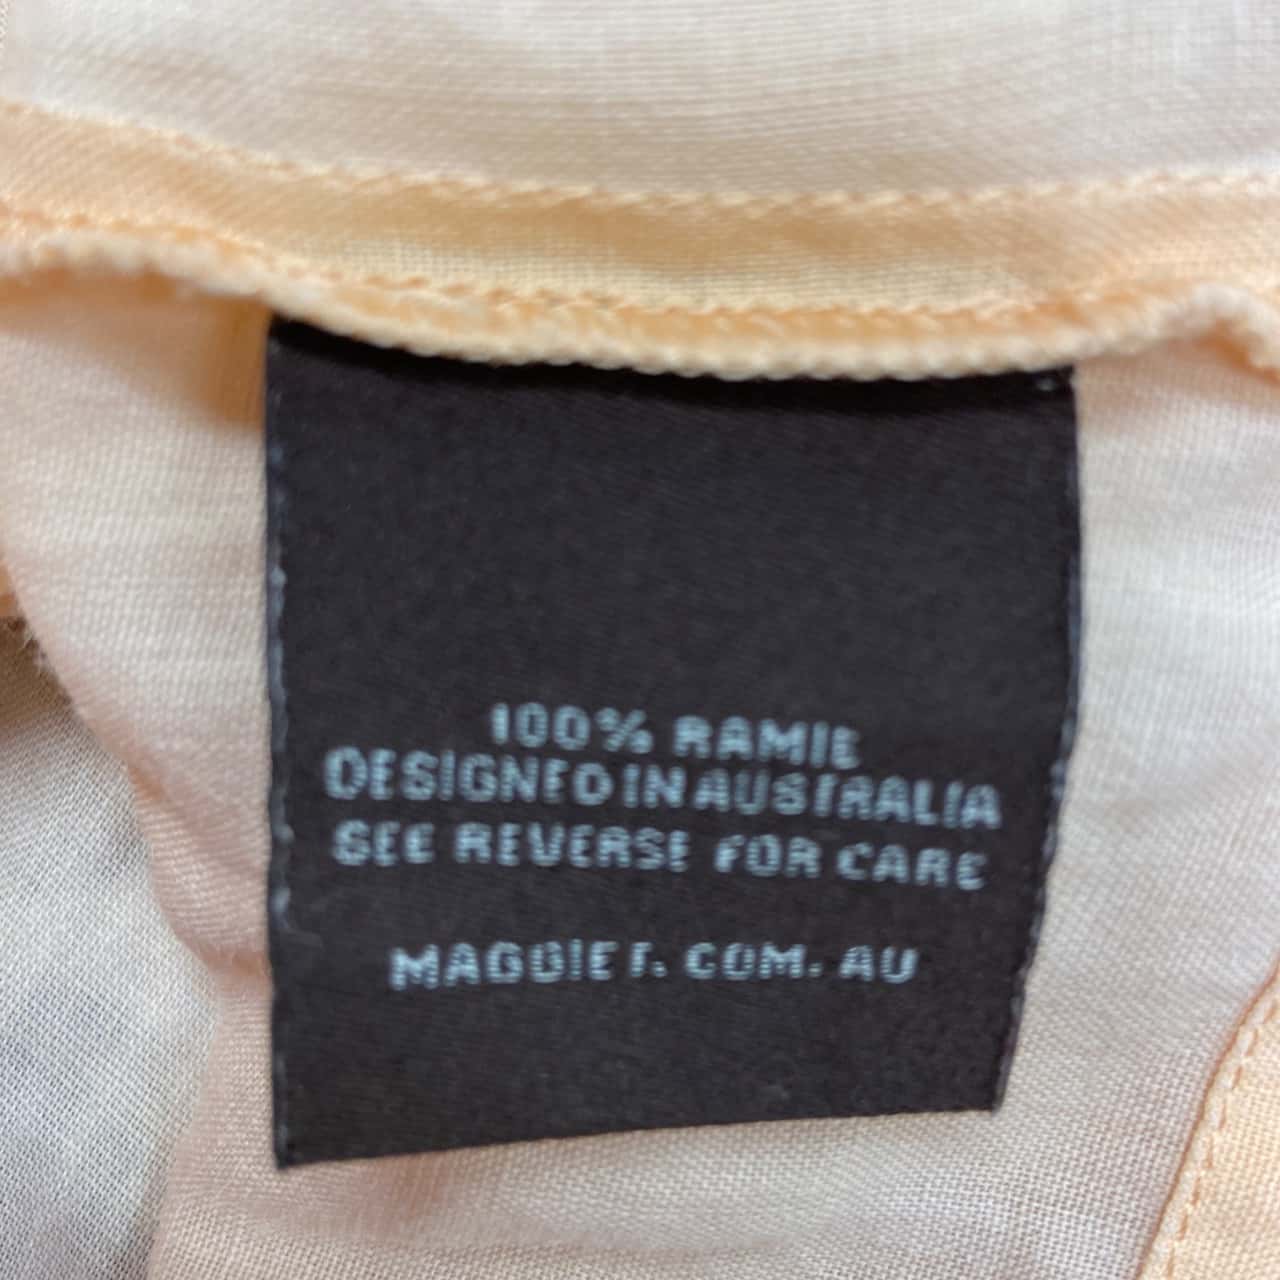 100% RAMIE
DESIGNED IN AUSTRALIA
SEE REVERSE FOR CARE
MAGGIET. COM. AU